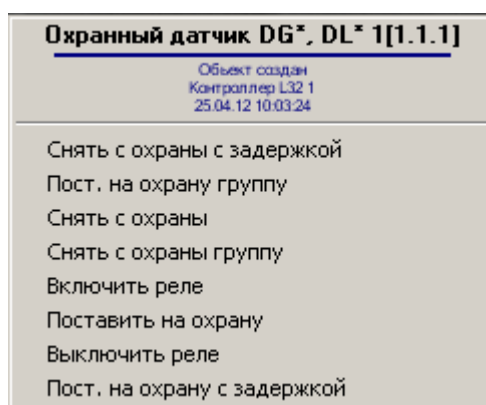 Охранный датчик DG*, DL* 1[1.1.1]
Объект создан
Контроллер L32 1
25.04.12 10:03:24
Снять с охраны с задержкой
Пост. на охрану группу
Снять с охраны
Снять с охраны группу
Включить реле
Поставить на охрану
Выключить реле
Пост. на охрану с задержкой